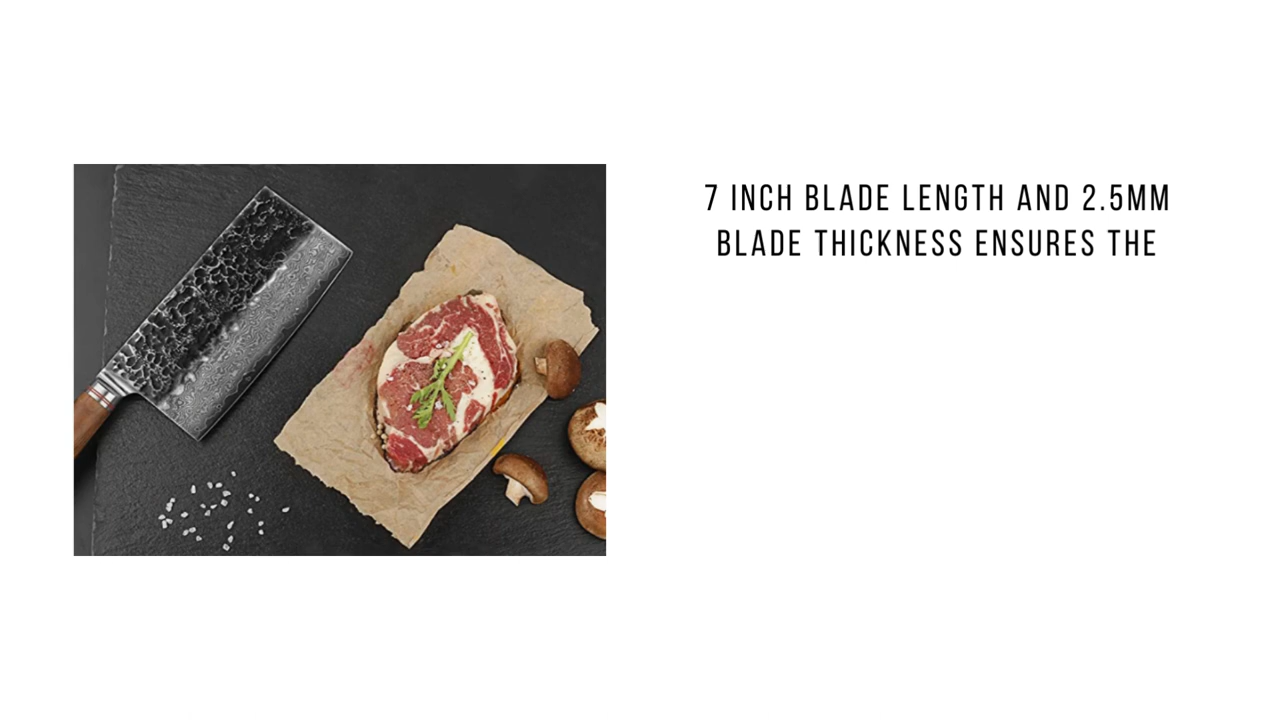 7 INCH BLADE LENGTH AND 2.5MM
BLADE THICKNESS ENSURES THE